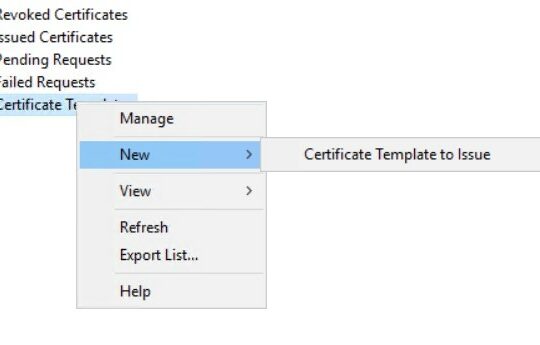 Revoked Certificates
ssued Certificates
Pending Requests
Failed Requests
Certificate
Manage
New
Certificate Template to Issue
View
Refresh
Export List...
Help